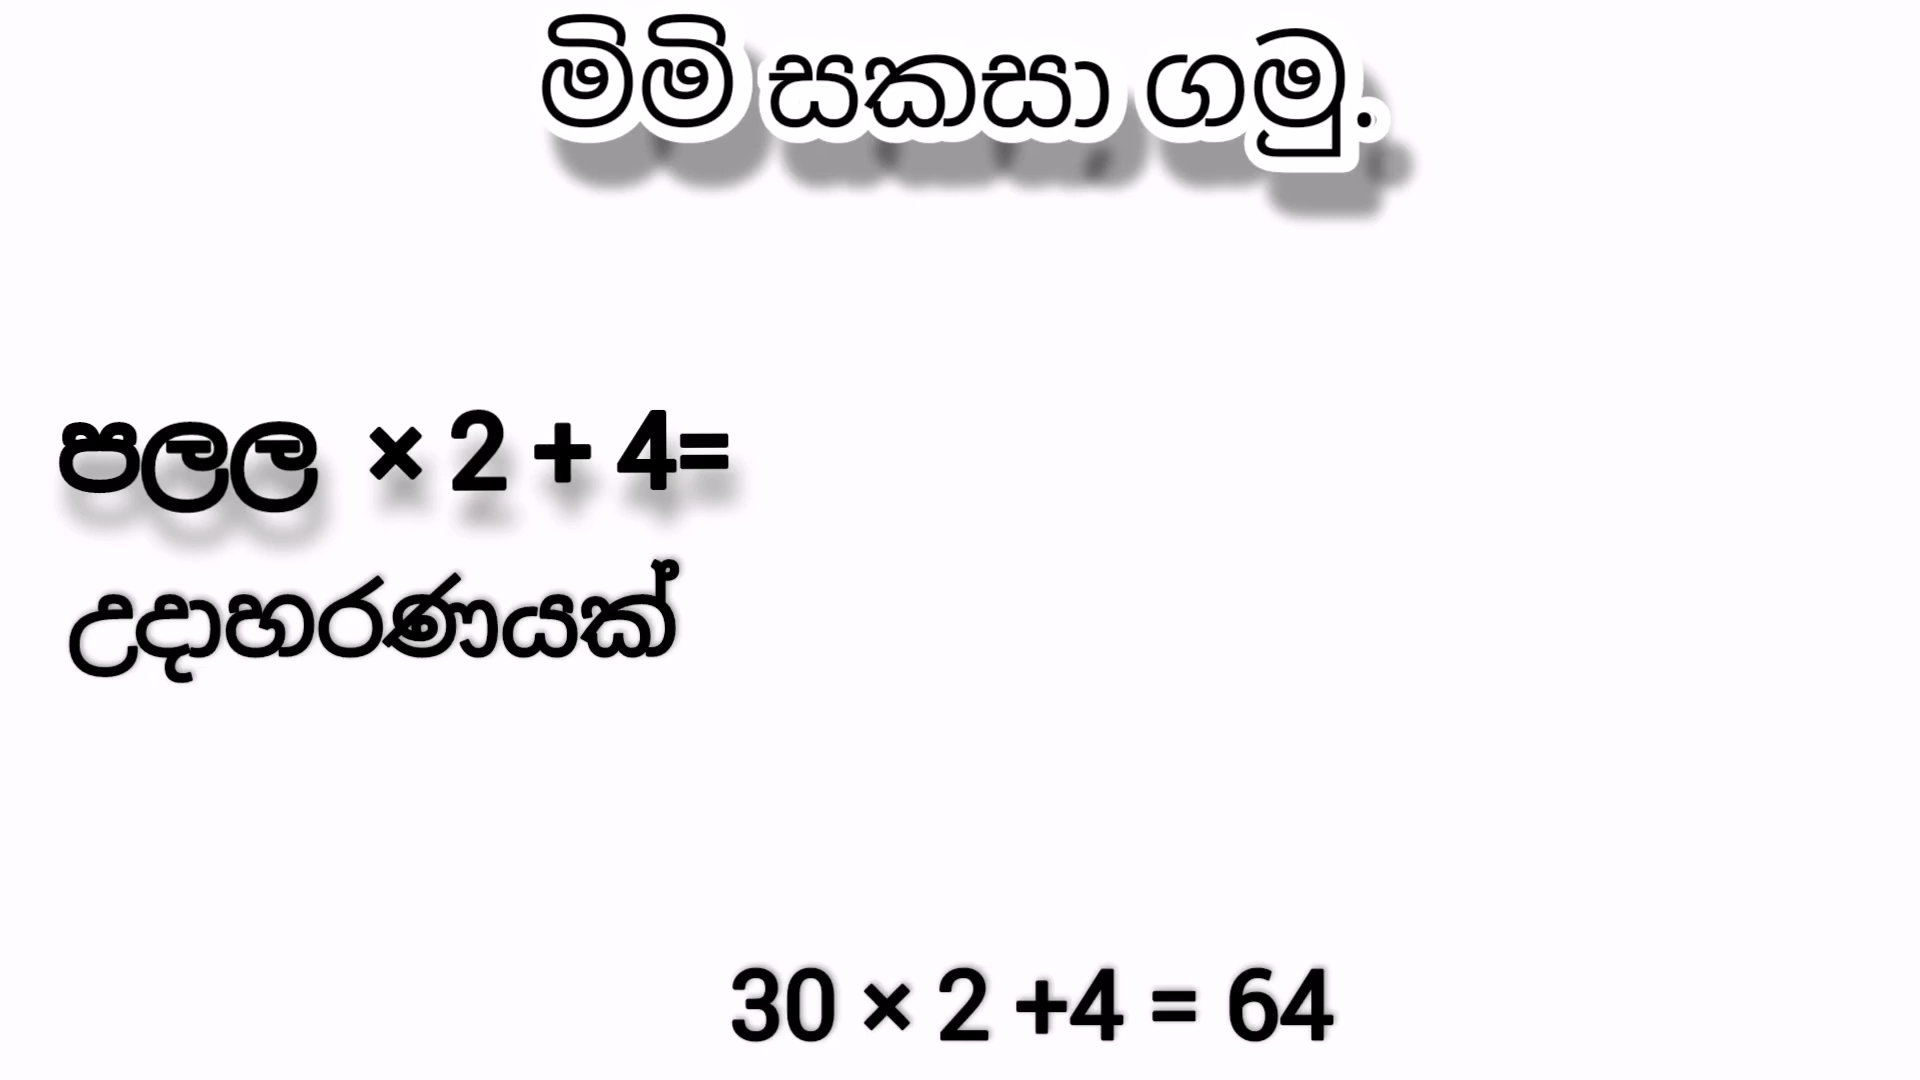 මිමි සකසා ගමු.
පලල × 2 + 4=
උදාහරණයක්
30 × 2 +4 = 64